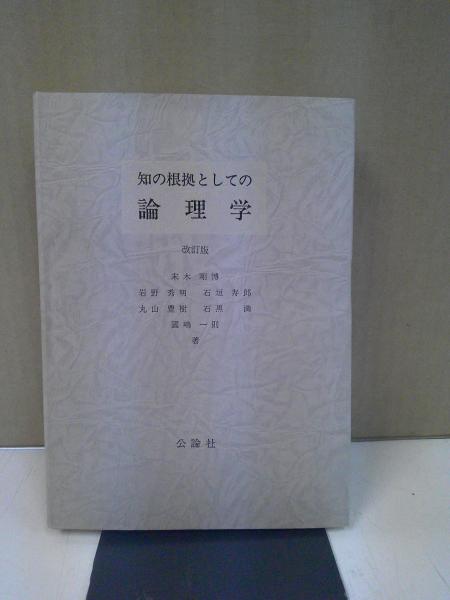 知の根拠としての
論理学
改訂版
末木 剛博
岩野 秀明 石垣 寿郎
丸山 豊樹 石黒 満
國嶋 一則
著
公論社